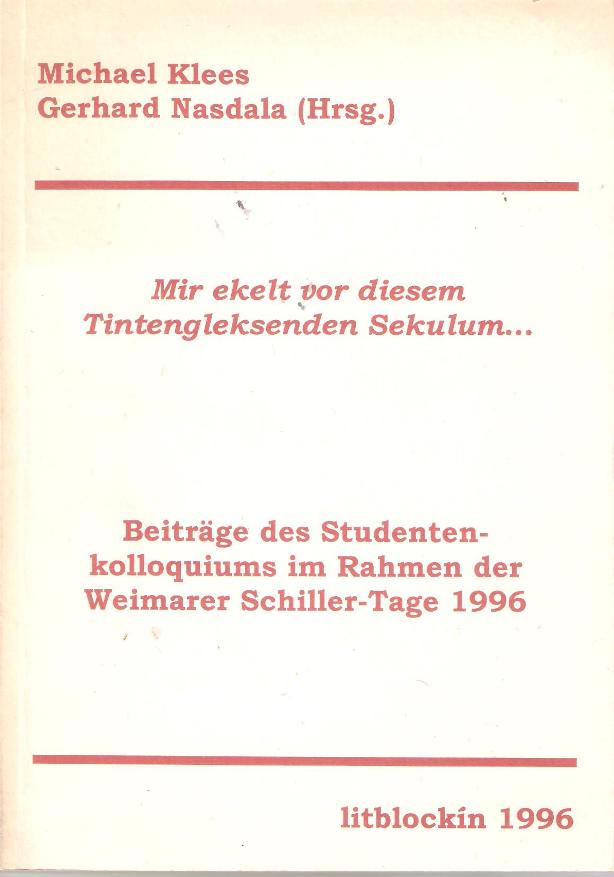 Michael Klees
Gerhard Nasdala (Hrsg.)
Mir ekelt vor diesem
Tintengleksenden Sekulum...
Beiträge des Studenten-
kolloquiums im Rahmen der
Weimarer Schiller-Tage 1996
litblockín 1996